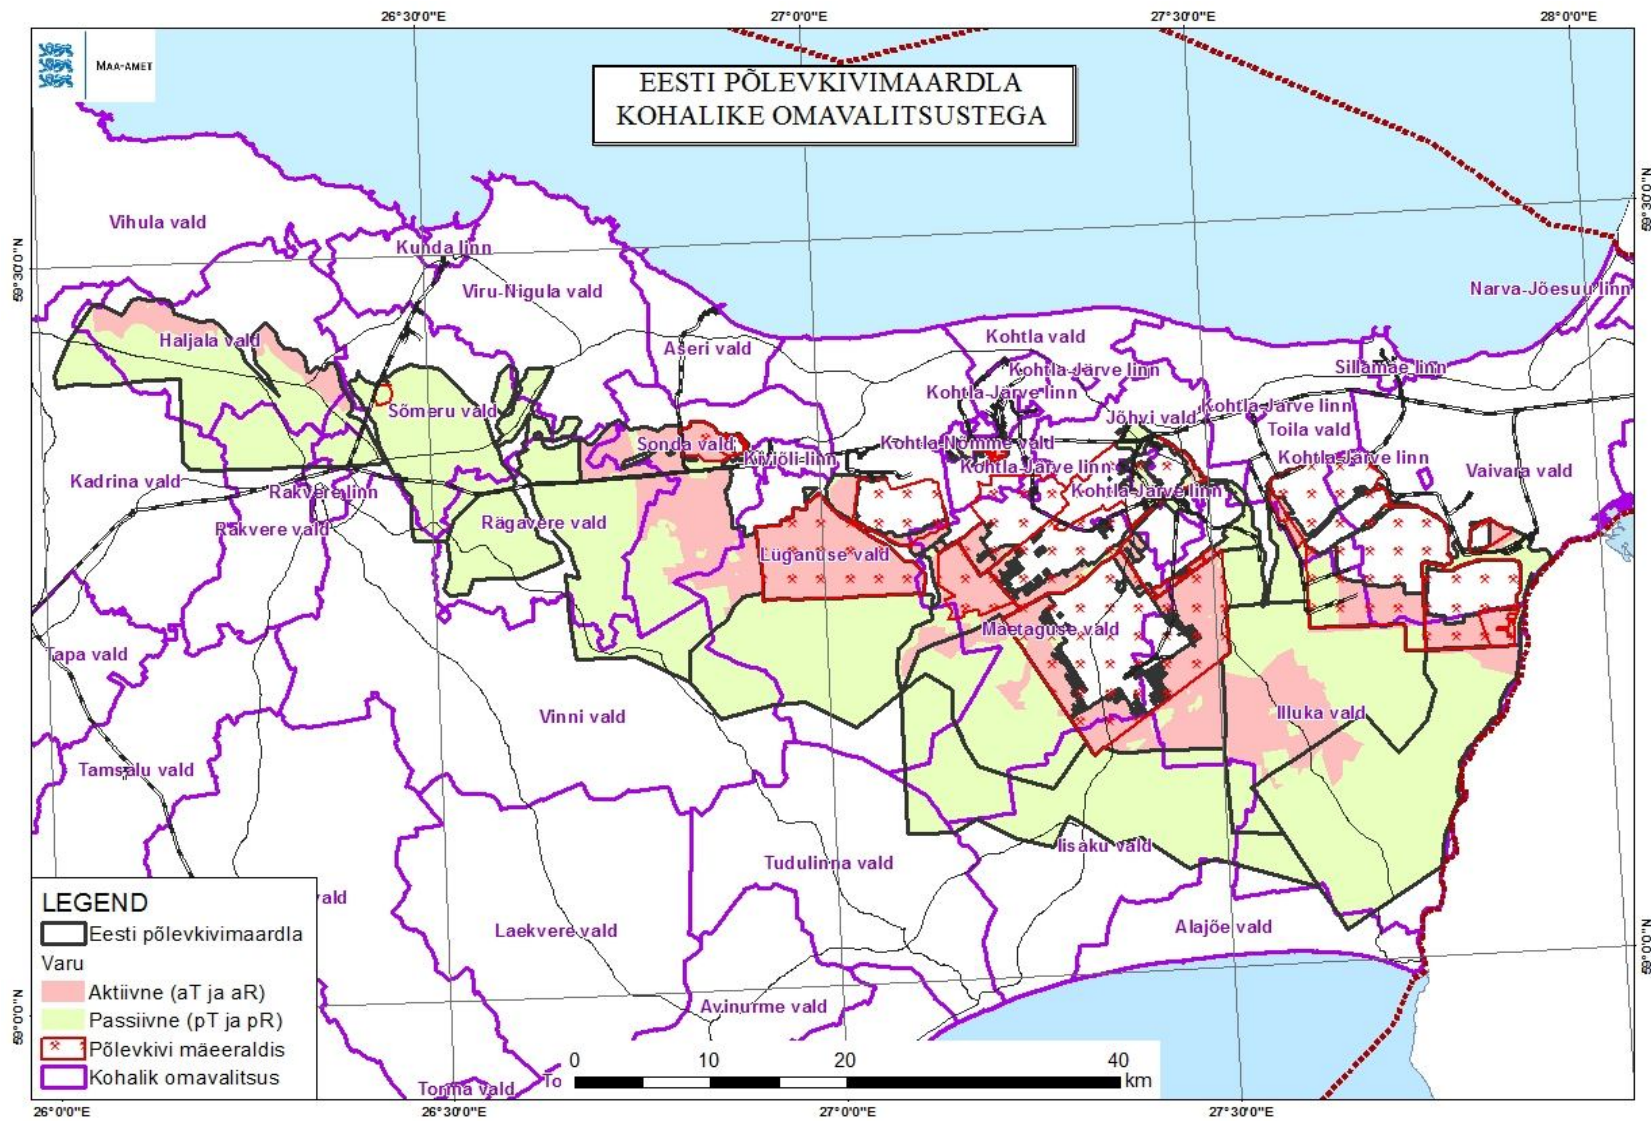 26°30'0"E
27°0'0"E
27°30'0"E
28°0'0"E
MAA-AMET
EESTI PÕLEVKIVIMAARDLA
KOHALIKE OMAVALITSUSTEGA
59°30'0"N
59°30'0"N
Vihula vald
Kunda linn
Viru-Nigula vald
Narva-Jõesuu linn
Haljala vald
Aseri vald
Kohtla vald
Kohtla-Järve linn
Sillamäe linn
Kohtla-Järve linn
Sõmeru vald
Jõhvi vald
Kohtla-Järve linn
Toila vald
Sonda vald
Kohtla-Nõmme vald
Kiviõli linn
Kohtla-Järve linn
Kohtla-Järve linn
Vaivara vald
Kadrina vald
Rakvere linn
Kohtla-Järve linn
Rakvere vald
Rägavere vald
Lüganuse vald
Mäetaguse vald
Tapa vald
Vinni vald
Illuka vald
Tamsalu vald
Tudulinna vald
Iisaku vald
vald
Laekvere vald
Alajõe vald
Avinurme vald
Torma vald
To
59°0'0"N
59°0'0"N
LEGEND
Eesti põlevkivimaardla
Varu
Aktiivne (aT ja aR)
Passiivne (pT ja pR)
Põlevkivi mäeeraldis
Kohalik omavalitsus
0 10 20 40
km
26°0'0"E
26°30'0"E
27°0'0"E
27°30'0"E